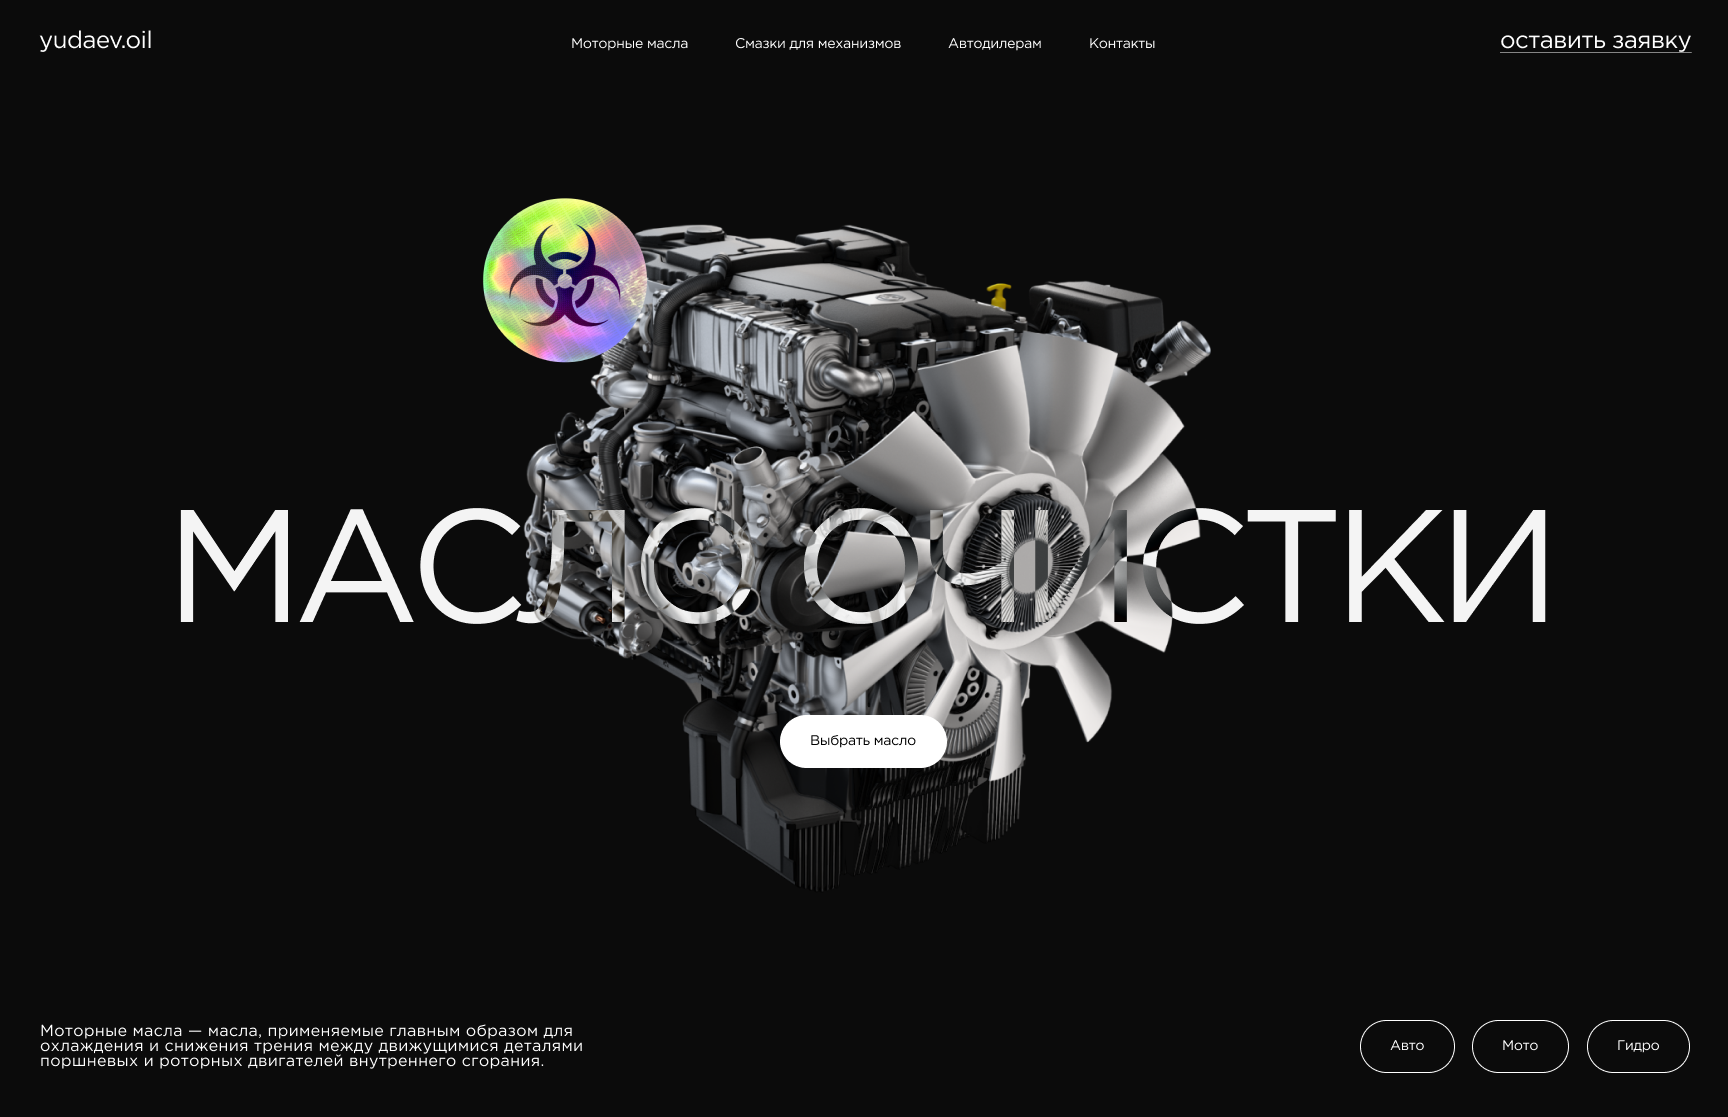 yudaev.oil
Моторные масла
Смазки для механизмов
Автодилерам
Контакты
оставить заявку
МАСЛО ОЧИСТКИ
Выбрать масло
Моторные масла — масла, применяемые главным образом для
охлаждения и снижения трения между движущимися деталями
поршневых и роторных двигателей внутреннего сгорания.
Авто
Мото
Гидро